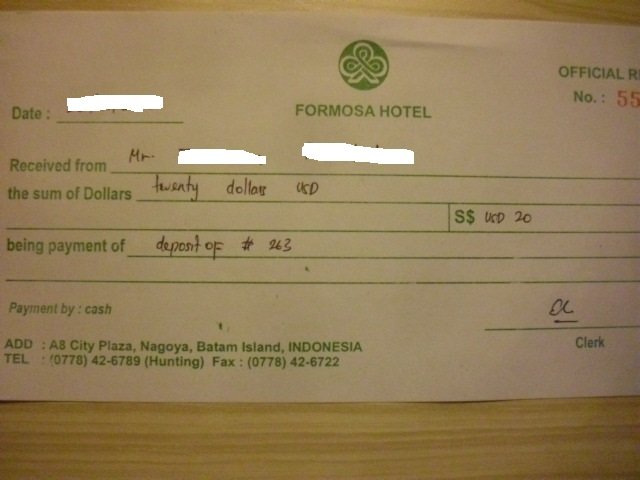 OFFICIAL RE
No. : 55
FORMOSA HOTEL
Date :
Received from Mr.
the sum of Dollars twenty dollars USD
S$ USD 20
being payment of deposit of # 263
Payment by : cash
Clerk
ADD : A8 City Plaza, Nagoya, Batam Island, INDONESIA
TEL : (0778) 42-6789 (Hunting) Fax : (0778) 42-6722